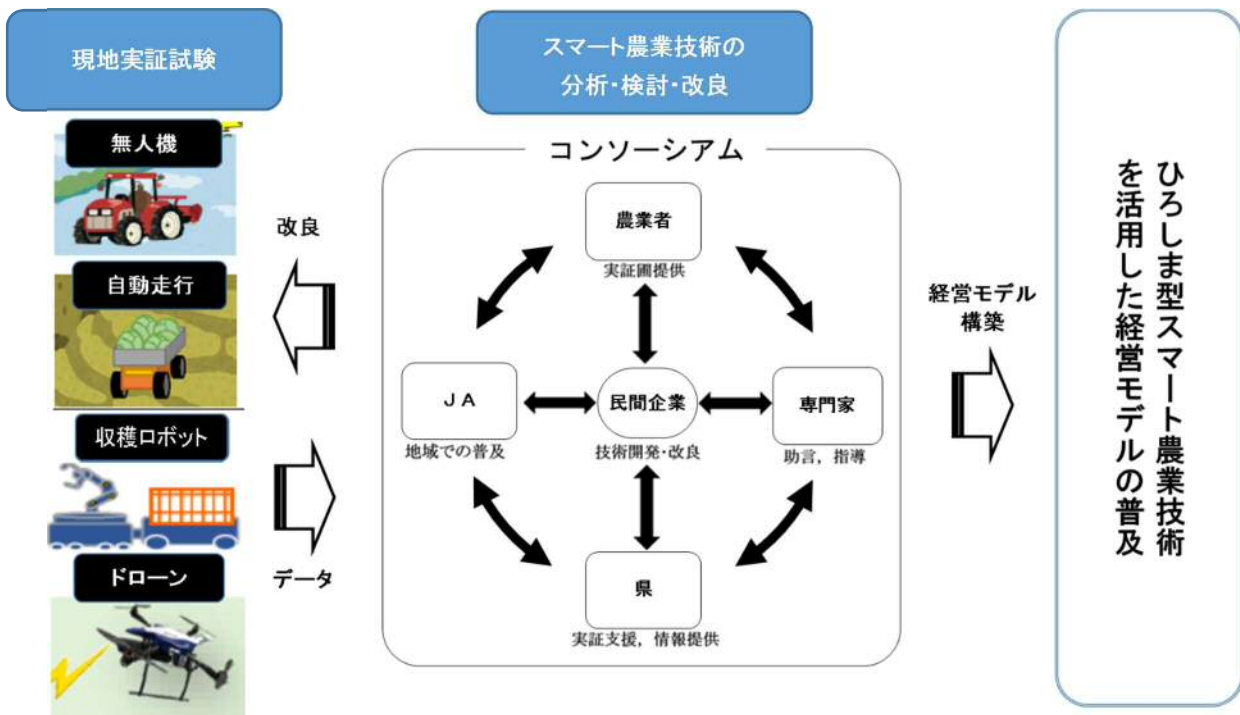 現地実証試験
無人機
自動走行
収穫ロボット
ドローン
改良
データ
スマート農業技術の
分析・検討・改良
コンソーシアム
農業者
実証圃提供
JA
地域での普及
民間企業
技術開発・改良
専門家
助言，指導
県
実証支援，情報提供
経営モデル
構築
ひろしま型スマート農業技術
を活用した経営モデルの普及